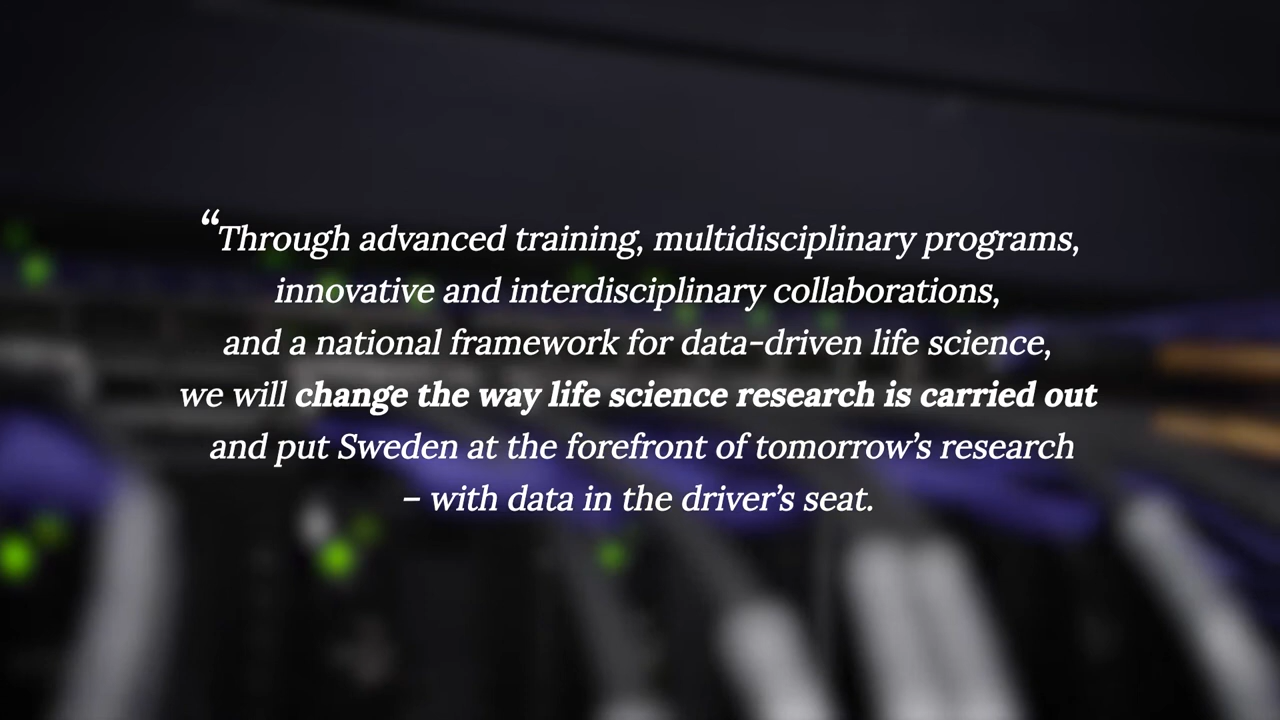 “Through advanced training, multidisciplinary programs,
innovative and interdisciplinary collaborations,
and a national framework for data-driven life science,
we will change the way life science research is carried out
and put Sweden at the forefront of tomorrow’s research
– with data in the driver’s seat.